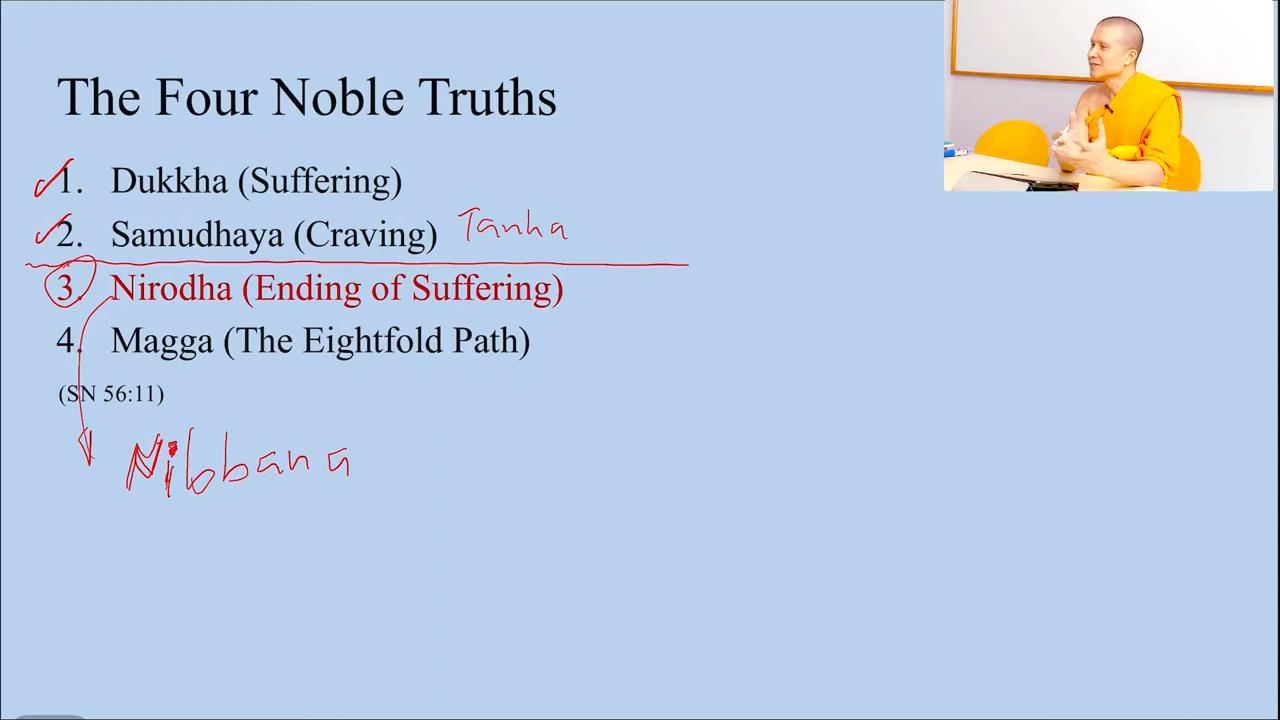 The Four Noble Truths
1. Dukkha (Suffering)
2. Samudhaya (Craving) Tanha
3. Nirodha (Ending of Suffering)
4. Magga (The Eightfold Path)
(SN 56:11)
Nibbana